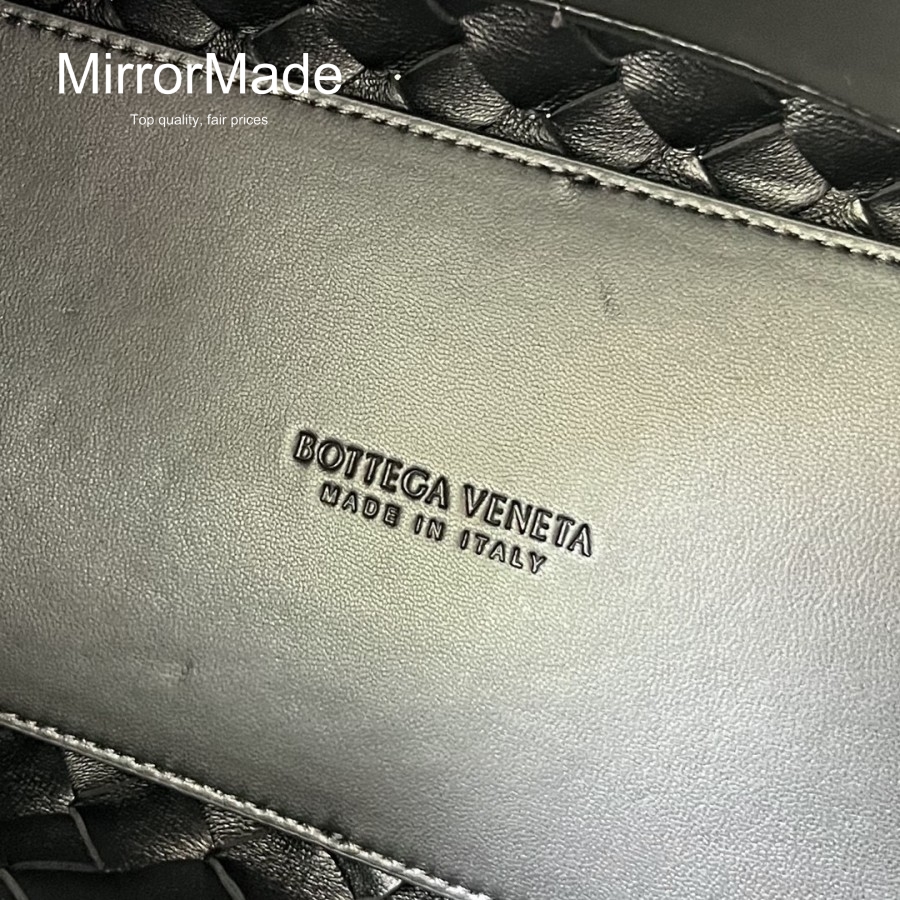 MirrorMade
Top quality, fair prices
BOTTEGA VENETA
MADE IN ITALY